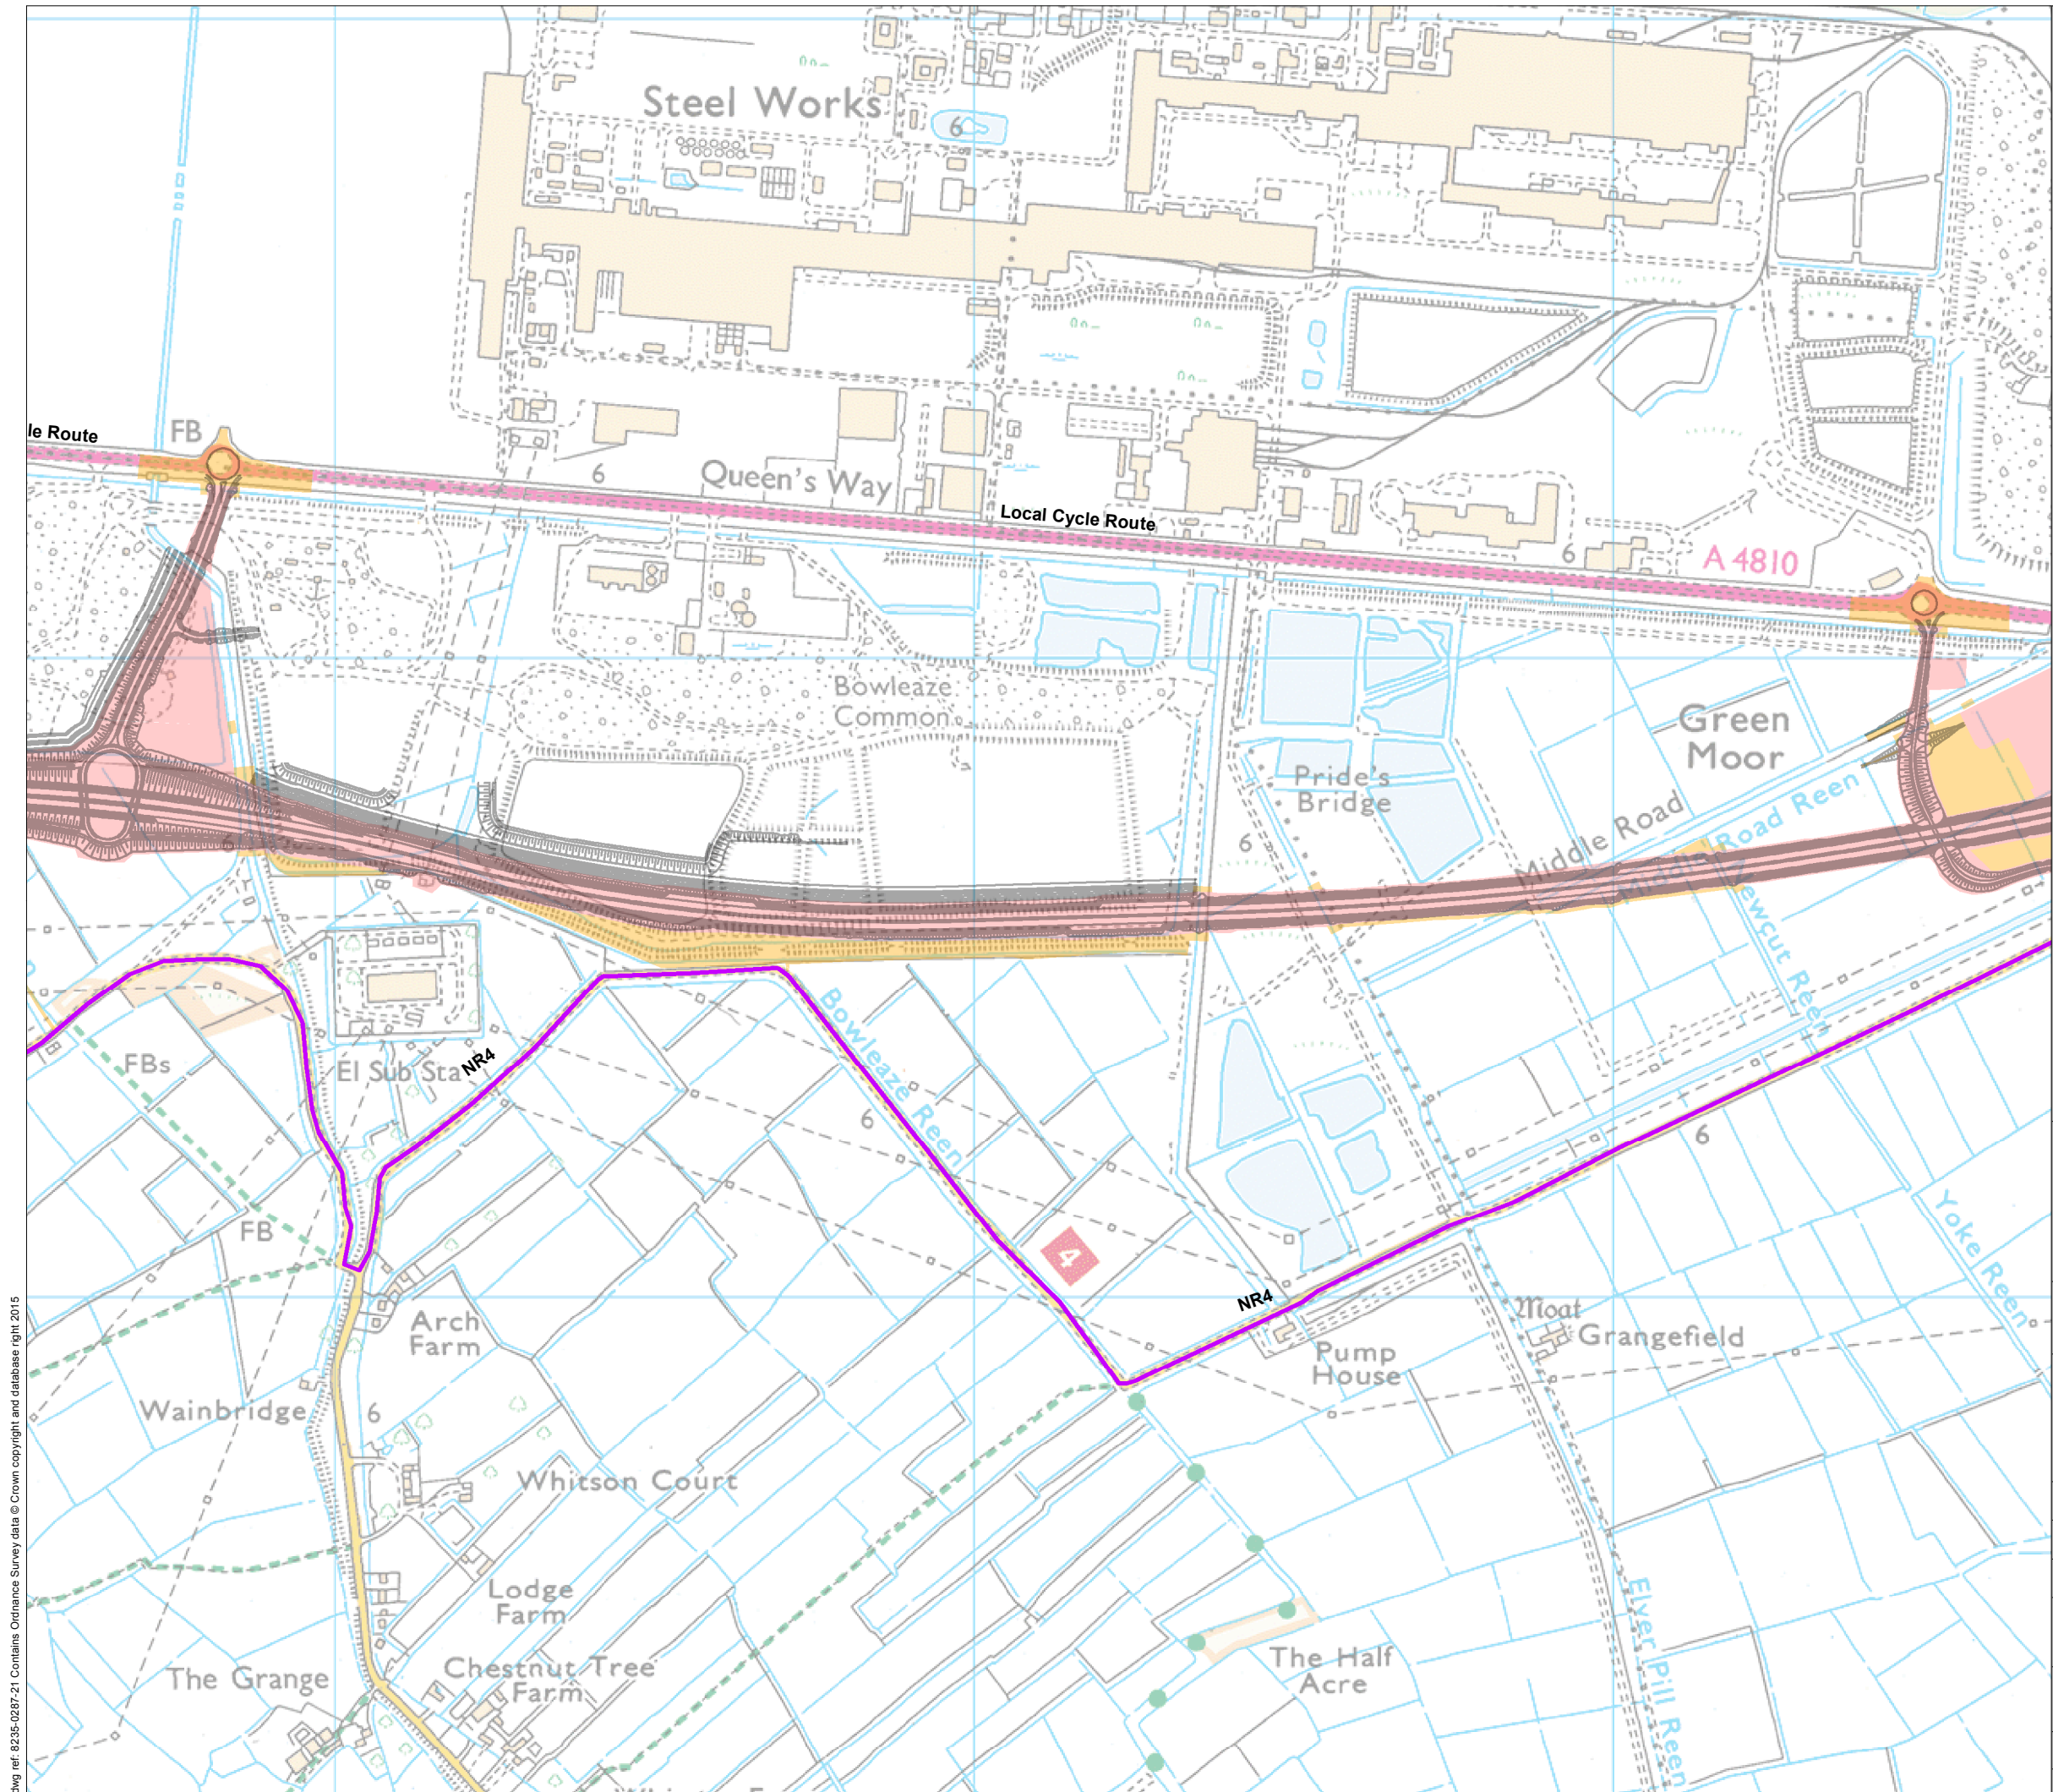 7
Steel Works
6
le Route
FB
6
Queen's Way
Local Cycle Route
6
A 4810
Bowleaze
Common
Green
Moor
Pride's
Bridge
6
Middle Road
Middle Road Reen
Newcut Reen
FBs
El Sub Sta
NR4
Bowleaze Reen
6
6
FB
4
Yoke Reen
NR4
Moat
Grangefield
Arch
Farm
Pump
House
Wainbridge
6
Whitson Court
Lodge
Farm
Elver Pill Reen
The Grange
Chestnut Tree
Farm
The Half
Acre
dwg ref: 8235-0287-21 Contains Ordnance Survey data © Crown copyright and database right 2015